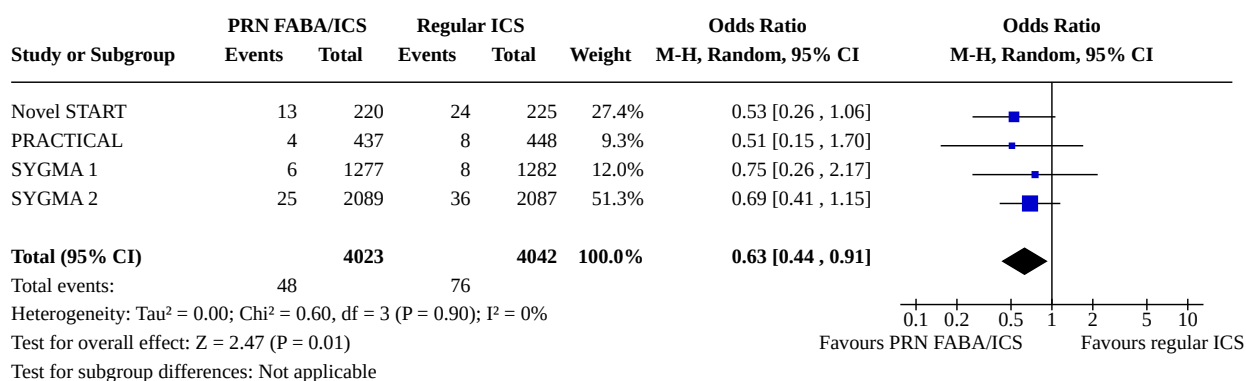 PRN FABA/ICS Regular ICS Odds Ratio Odds Ratio
Study or Subgroup Events Total Events Total Weight M-H, Random, 95% CI M-H, Random, 95% CI
Novel START 13 220 24 225 27.4% 0.53 [0.26 , 1.06]
PRACTICAL 4 437 8 448 9.3% 0.51 [0.15 , 1.70]
SYGMA 1 6 1277 8 1282 12.0% 0.75 [0.26 , 2.17]
SYGMA 2 25 2089 36 2087 51.3% 0.69 [0.41 , 1.15]
Total (95% CI) 4023 4042 100.0% 0.63 [0.44 , 0.91]
Total events: 48 76
Heterogeneity: Tau² = 0.00; Chi² = 0.60, df = 3 (P = 0.90); I² = 0%
0.1 0.2 0.5 1 2 5 10
Test for overall effect: Z = 2.47 (P = 0.01) Favours PRN FABA/ICS Favours regular ICS
Test for subgroup differences: Not applicable